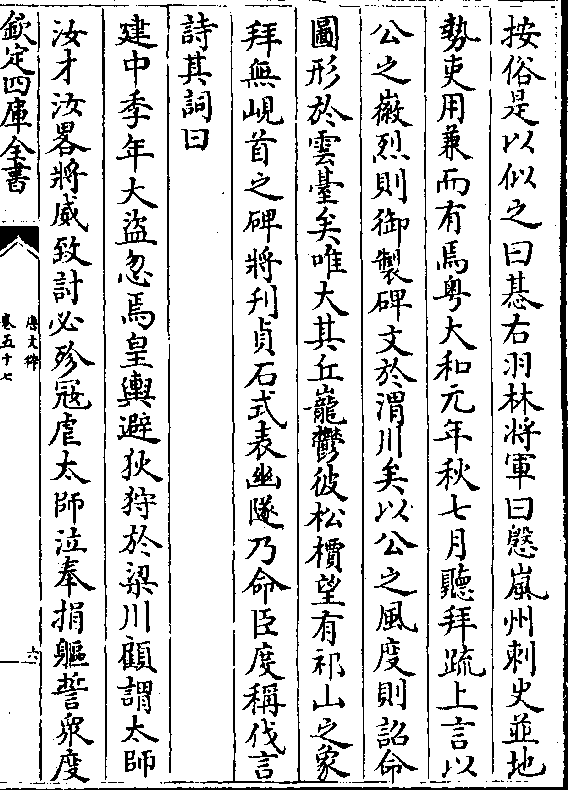 按俗是以似之曰惎右羽林将軍曰慇嵐州刺史並地
勢吏用兼而有焉粤大和元年秋七月聽拜疏上言以
公之徽烈則御製碑文於渭川矣以公之風度則詔命
圖形於雲臺矣唯大其丘巃鬱彼松檟望有祁山之象
拜無峴首之碑將刋貞石式表幽隧乃命臣度稱伐言
詩其詞曰
建中季年大盜忽焉皇輿避狄狩於梁川顧謂太師
汝才汝畧將威致討必殄冦虐太師泣奉捐軀誓衆度
欽定四庫全書
唐文粹
卷五十七
六